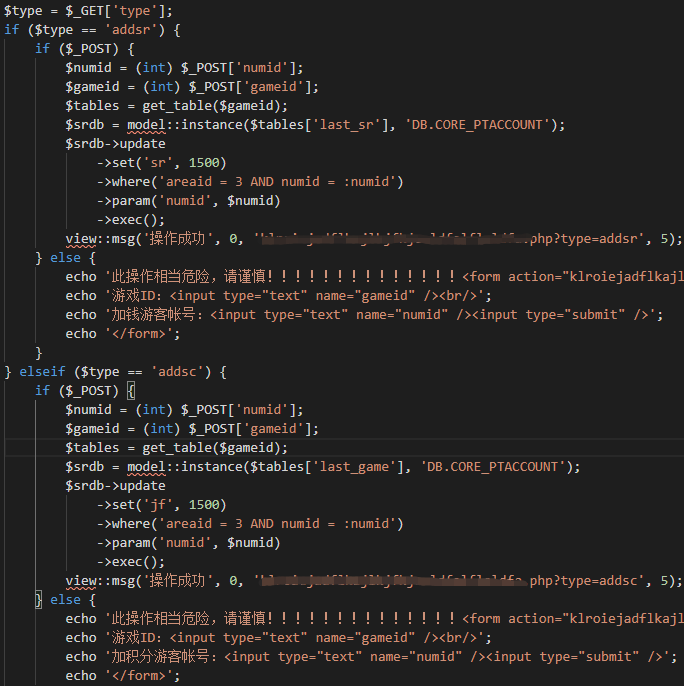 $type = $_GET['type'];
if ($type == 'addsr') {
    if ($_POST) {
        $numid = (int) $_POST['numid'];
        $gameid = (int) $_POST['gameid'];
        $tables = get_table($gameid);
        $srdb = model::instance($tables['last_sr'], 'DB.CORE_PTACCOUNT');
        $srdb->update
            ->set('sr', 1500)
            ->where('areaid = 3 AND numid = :numid')
            ->param('numid', $numid)
            ->exec();
        view::msg('操作成功', 0, '.php?type=addsr', 5);
    } else {
        echo '此操作相当危险，请谨慎！！！！！！！！！！！！！！！<form action="klroiejadflkajl
        echo '游戏ID：<input type="text" name="gameid" /><br/>';
        echo '加钱游客帐号：<input type="text" name="numid" /><input type="submit" />';
        echo '</form>';
    }
} elseif ($type == 'addsc') {
    if ($_POST) {
        $numid = (int) $_POST['numid'];
        $gameid = (int) $_POST['gameid'];
        $tables = get_table($gameid);
        $srdb = model::instance($tables['last_game'], 'DB.CORE_PTACCOUNT');
        $srdb->update
            ->set('jf', 1500)
            ->where('areaid = 3 AND numid = :numid')
            ->param('numid', $numid)
            ->exec();
        view::msg('操作成功', 0, '.php?type=addsc', 5);
    } else {
        echo '此操作相当危险，请谨慎！！！！！！！！！！！！！！！<form action="klroiejadflkajl
        echo '游戏ID：<input type="text" name="gameid" /><br/>';
        echo '加积分游客帐号：<input type="text" name="numid" /><input type="submit" />';
        echo '</form>';